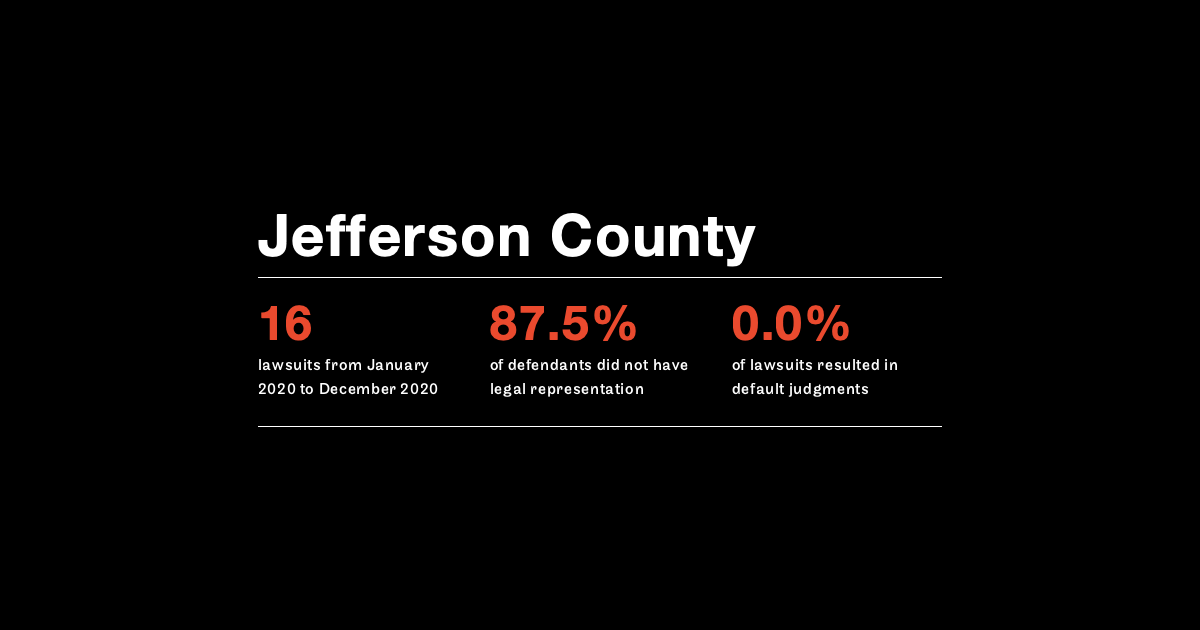 Jefferson County
16
lawsuits from January
2020 to December 2020
87.5%
of defendants did not have
legal representation
0.0%
of lawsuits resulted in
default judgments